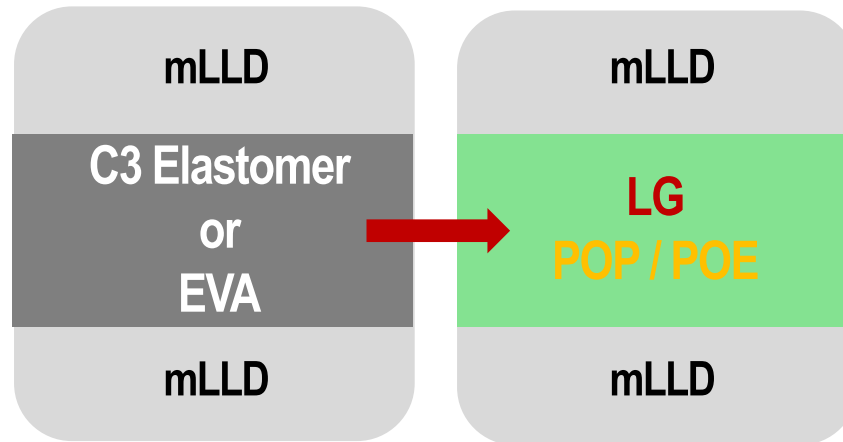 mLLD
C3 Elastomer
or
EVA
mLLD
mLLD
LG
POP / POE
mLLD